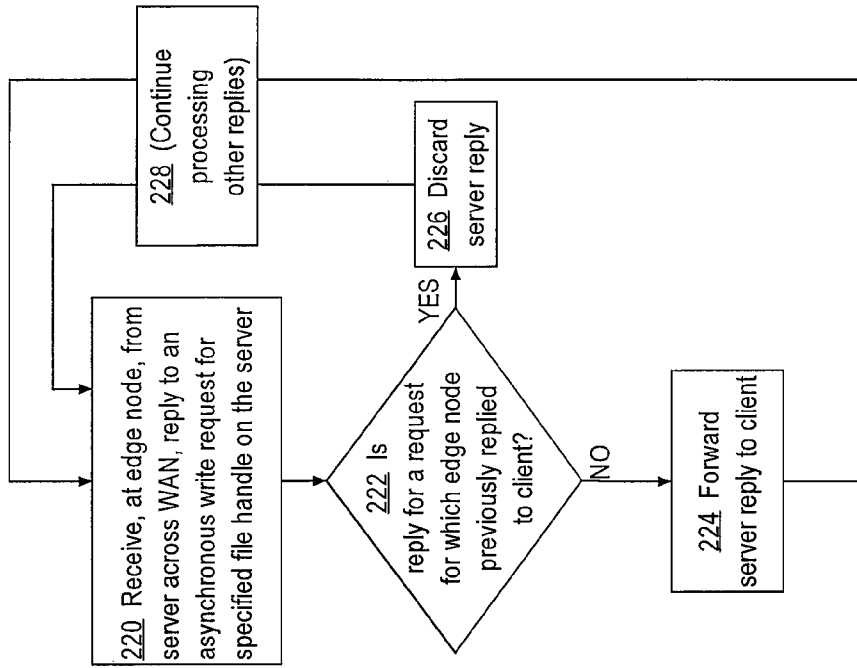 220 Receive, at edge node, from
server across WAN, reply to an
asynchronous write request for
specified file handle on the server
222 Is
reply for a request
for which edge node
previously replied
to client?
YES
NO
226 Discard
server reply
224 Forward
server reply to client
228 (Continue
processing
other replies)